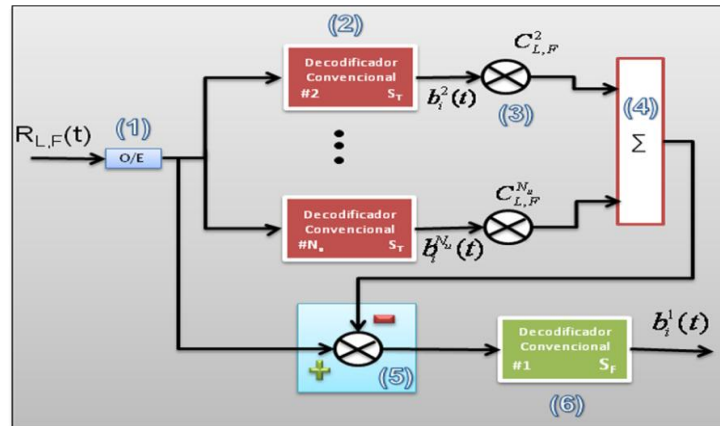 (2)
Decodificador
Convencional
#2 S_T
b_i^2(t)
C_{L,F}^2
(3)
(4)
Σ
R_{L,F}(t)
(1)
O/E
Decodificador
Convencional
#N_u S_T
b_i^{N_u}(t)
C_{L,F}^{N_u}
(5)
Decodificador
Convencional
#1 S_F
b_i^1(t)
(6)